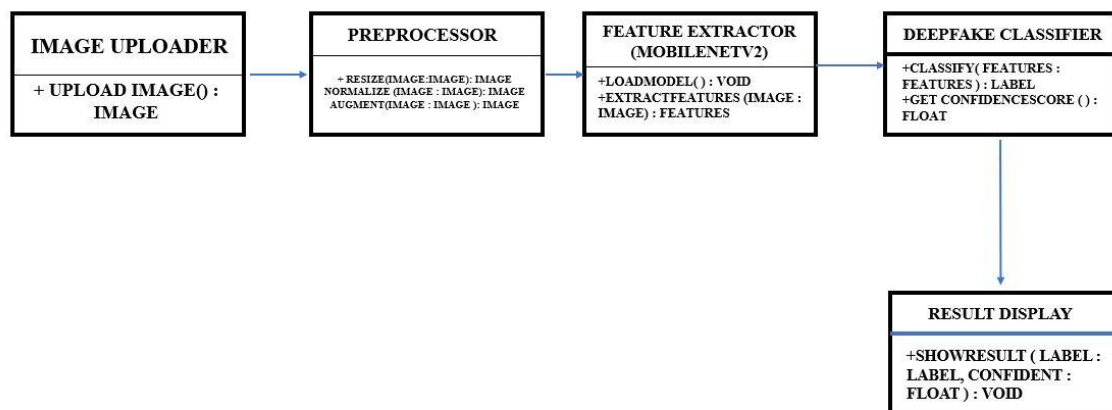 IMAGE UPLOADER
+ UPLOAD IMAGE() :
IMAGE
PREPROCESSOR
+ RESIZE(IMAGE:IMAGE): IMAGE
NORMALIZE (IMAGE : IMAGE): IMAGE
AUGMENT(IMAGE : IMAGE ): IMAGE
FEATURE EXTRACTOR
(MOBILENETV2)
+LOADMODEL( ) : VOID
+EXTRACTFEATURES (IMAGE :
IMAGE) : FEATURES
DEEPFAKE CLASSIFIER
+CLASSIFY( FEATURES :
FEATURES ) : LABEL
+GET CONFIDENCESCORE ( ) :
FLOAT
RESULT DISPLAY
+SHOWRESULT ( LABEL :
LABEL, CONFIDENT :
FLOAT ) : VOID